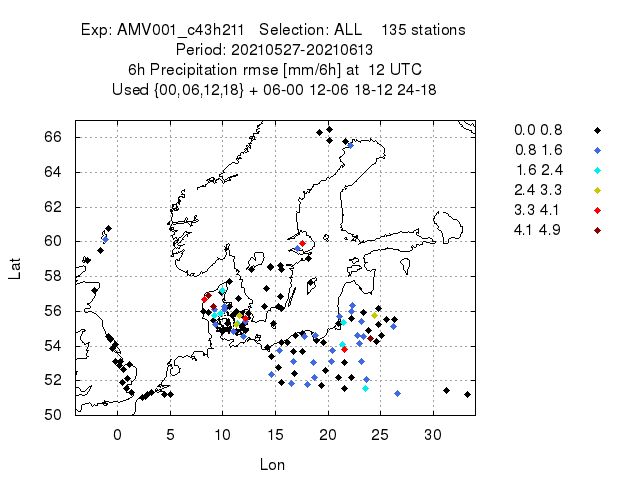 Exp: AMV001_c43h211   Selection: ALL    135 stations
Period: 20210527-20210613
6h Precipitation rmse [mm/6h] at  12 UTC
Used {00,06,12,18} + 06-00 12-06 18-12 24-18
66
64
62
60
58
56
54
52
50
Lat
0 5 10 15 20 25 30
Lon
0.0 0.8
0.8 1.6
1.6 2.4
2.4 3.3
3.3 4.1
4.1 4.9